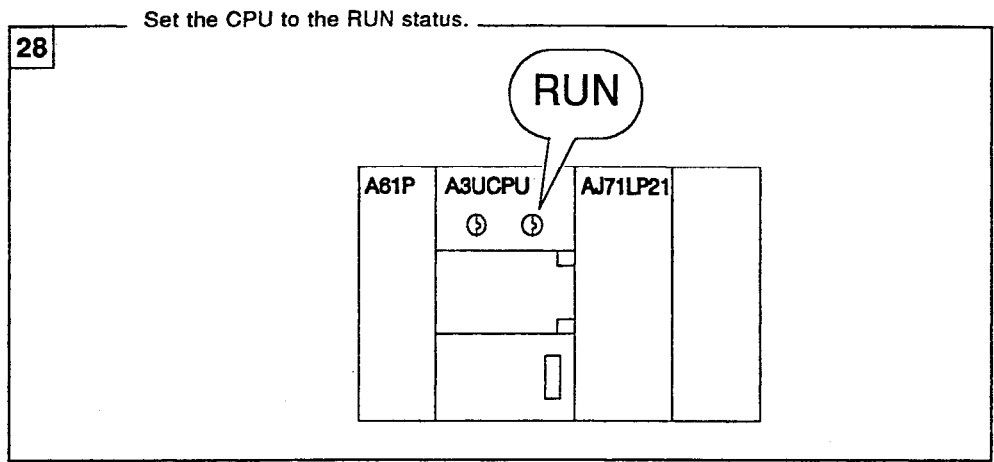 Set the CPU to the RUN status.
28
RUN
A61P A3UCPU AJ71LP21